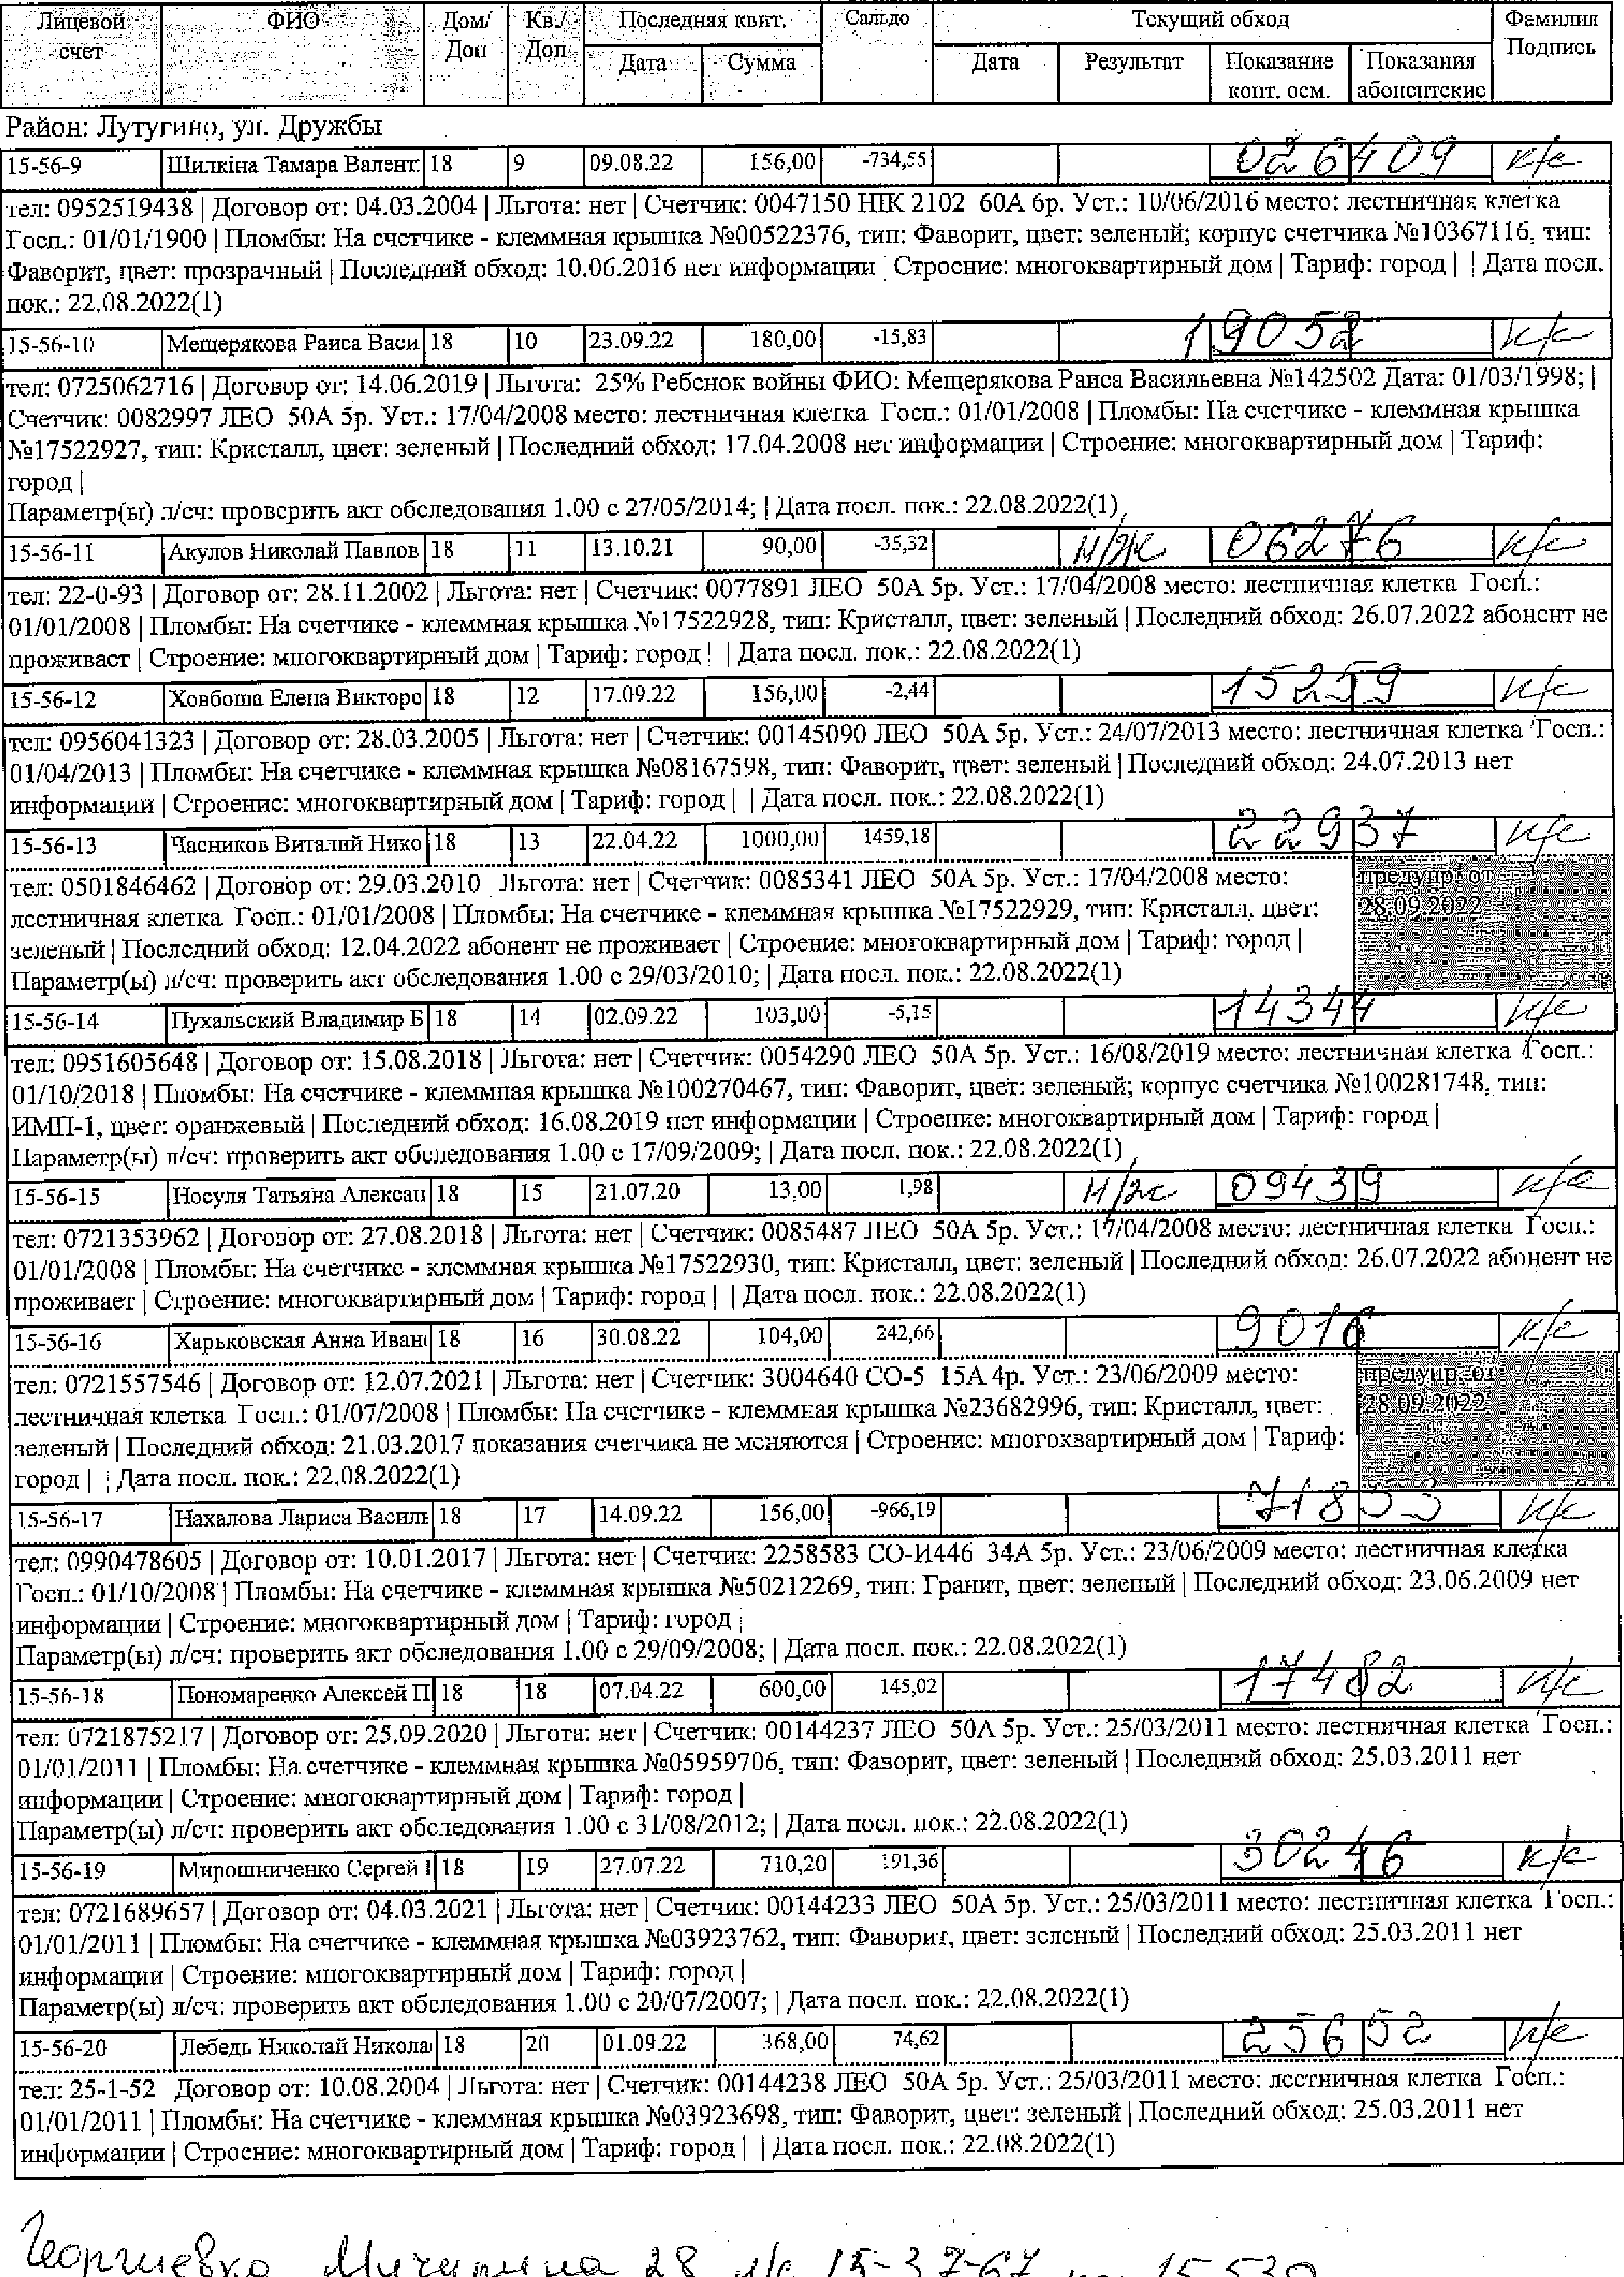 Лицевой счет ФИО Дом/Доп Кв./Доп Последняя квит. Сальдо Текущий обход Фамилия Подпись
Дата Сумма Дата Результат Показание конт. осм. Показания абонентские
Район: Лутугино, ул. Дружбы
15-56-9 Шилкіна Тамара Валент. 18 9 09.08.22 156,00 -734,55 026409 к/с
тел: 0952519438 | Договор от: 04.03.2004 | Льгота: нет | Счетчик: 0047150 НІК 2102 60А 6р. Уст.: 10/06/2016 место: лестничная клетка
Госп.: 01/01/1900 | Пломбы: На счетчике - клеммная крышка №00522376, тип: Фаворит, цвет: зеленый; корпус счетчика №10367116, тип:
Фаворит, цвет: прозрачный | Последний обход: 10.06.2016 нет информации | Строение: многоквартирный дом | Тариф: город | | Дата посл.
пок.: 22.08.2022(1)
15-56-10 Мещерякова Раиса Васи 18 10 23.09.22 180,00 -15,83 19052 к/с
тел: 0725062716 | Договор от: 14.06.2019 | Льгота: 25% Ребенок войны ФИО: Мещерякова Раиса Васильевна №142502 Дата: 01/03/1998; |
Счетчик: 0082997 ЛЕО 50А 5р. Уст.: 17/04/2008 место: лестничная клетка Госп.: 01/01/2008 | Пломбы: На счетчике - клеммная крышка
№17522927, тип: Кристалл, цвет: зеленый | Последний обход: 17.04.2008 нет информации | Строение: многоквартирный дом | Тариф:
город |
Параметр(ы) л/сч: проверить акт обследования 1.00 с 27/05/2014; | Дата посл. пок.: 22.08.2022(1)
15-56-11 Акулов Николай Павлов 18 11 13.10.21 90,00 -35,32 н/ж 06276 к/с
тел: 22-0-93 | Договор от: 28.11.2002 | Льгота: нет | Счетчик: 0077891 ЛЕО 50А 5р. Уст.: 17/04/2008 место: лестничная клетка Госп.:
01/01/2008 | Пломбы: На счетчике - клеммная крышка №17522928, тип: Кристалл, цвет: зеленый | Последний обход: 26.07.2022 абонент не
проживает | Строение: многоквартирный дом | Тариф: город | | Дата посл. пок.: 22.08.2022(1)
15-56-12 Ховбоша Елена Викторо 18 12 17.09.22 156,00 -2,44 15259 к/с
тел: 0956041323 | Договор от: 28.03.2005 | Льгота: нет | Счетчик: 00145090 ЛЕО 50А 5р. Уст.: 24/07/2013 место: лестничная клетка Госп.:
01/04/2013 | Пломбы: На счетчике - клеммная крышка №08167598, тип: Фаворит, цвет: зеленый | Последний обход: 24.07.2013 нет
информации | Строение: многоквартирный дом | Тариф: город | | Дата посл. пок.: 22.08.2022(1)
15-56-13 Часников Виталий Нико 18 13 22.04.22 1000,00 1459,18 22937 к/с
тел: 0501846462 | Договор от: 29.03.2010 | Льгота: нет | Счетчик: 0085341 ЛЕО 50А 5р. Уст.: 17/04/2008 место: предупр. от
лестничная клетка Госп.: 01/01/2008 | Пломбы: На счетчике - клеммная крышка №17522929, тип: Кристалл, цвет: 28.09.2022
зеленый | Последний обход: 12.04.2022 абонент не проживает | Строение: многоквартирный дом | Тариф: город |
Параметр(ы) л/сч: проверить акт обследования 1.00 с 29/03/2010; | Дата посл. пок.: 22.08.2022(1)
15-56-14 Пухальский Владимир Б 18 14 02.09.22 103,00 -5,15 14344 к/с
тел: 0951605648 | Договор от: 15.08.2018 | Льгота: нет | Счетчик: 0054290 ЛЕО 50А 5р. Уст.: 16/08/2019 место: лестничная клетка Госп.:
01/10/2018 | Пломбы: На счетчике - клеммная крышка №100270467, тип: Фаворит, цвет: зеленый; корпус счетчика №100281748, тип:
ИМП-1, цвет: оранжевый | Последний обход: 16.08.2019 нет информации | Строение: многоквартирный дом | Тариф: город |
Параметр(ы) л/сч: проверить акт обследования 1.00 с 17/09/2009; | Дата посл. пок.: 22.08.2022(1)
15-56-15 Носуля Татьяна Алексан 18 15 21.07.20 13,00 1,98 н/ж 09439 к/с
тел: 0721353962 | Договор от: 27.08.2018 | Льгота: нет | Счетчик: 0085487 ЛЕО 50А 5р. Уст.: 17/04/2008 место: лестничная клетка Госп.:
01/01/2008 | Пломбы: На счетчике - клеммная крышка №17522930, тип: Кристалл, цвет: зеленый | Последний обход: 26.07.2022 абонент не
проживает | Строение: многоквартирный дом | Тариф: город | | Дата посл. пок.: 22.08.2022(1)
15-56-16 Харьковская Анна Иван 18 16 30.08.22 104,00 242,66 9016 к/с
тел: 0721557546 | Договор от: 12.07.2021 | Льгота: нет | Счетчик: 3004640 СО-5 15А 4р. Уст.: 23/06/2009 место: предупр. от
лестничная клетка Госп.: 01/07/2008 | Пломбы: На счетчике - клеммная крышка №23682996, тип: Кристалл, цвет: 28.09.2022
зеленый | Последний обход: 21.03.2017 показания счетчика не меняются | Строение: многоквартирный дом | Тариф:
город | | Дата посл. пок.: 22.08.2022(1)
15-56-17 Нахалова Лариса Василь 18 17 14.09.22 156,00 -966,19 71853 к/с
тел: 0990478605 | Договор от: 10.01.2017 | Льгота: нет | Счетчик: 2258583 СО-И446 34А 5р. Уст.: 23/06/2009 место: лестничная клетка
Госп.: 01/10/2008 | Пломбы: На счетчике - клеммная крышка №50212269, тип: Гранит, цвет: зеленый | Последний обход: 23.06.2009 нет
информации | Строение: многоквартирный дом | Тариф: город |
Параметр(ы) л/сч: проверить акт обследования 1.00 с 29/09/2008; | Дата посл. пок.: 22.08.2022(1)
15-56-18 Пономаренко Алексей П 18 18 07.04.22 600,00 145,02 17482 к/с
тел: 0721875217 | Договор от: 25.09.2020 | Льгота: нет | Счетчик: 00144237 ЛЕО 50А 5р. Уст.: 25/03/2011 место: лестничная клетка Госп.:
01/01/2011 | Пломбы: На счетчике - клеммная крышка №05959706, тип: Фаворит, цвет: зеленый | Последний обход: 25.03.2011 нет
информации | Строение: многоквартирный дом | Тариф: город |
Параметр(ы) л/сч: проверить акт обследования 1.00 с 31/08/2012; | Дата посл. пок.: 22.08.2022(1)
15-56-19 Мирошниченко Сергей 18 19 27.07.22 710,20 191,36 30246 к/с
тел: 0721689657 | Договор от: 04.03.2021 | Льгота: нет | Счетчик: 00144233 ЛЕО 50А 5р. Уст.: 25/03/2011 место: лестничная клетка Госп.:
01/01/2011 | Пломбы: На счетчике - клеммная крышка №03923762, тип: Фаворит, цвет: зеленый | Последний обход: 25.03.2011 нет
информации | Строение: многоквартирный дом | Тариф: город |
Параметр(ы) л/сч: проверить акт обследования 1.00 с 20/07/2007; | Дата посл. пок.: 22.08.2022(1)
15-56-20 Лебедь Николай Никола 18 20 01.09.22 368,00 74,62 25652 к/с
тел: 25-1-52 | Договор от: 10.08.2004 | Льгота: нет | Счетчик: 00144238 ЛЕО 50А 5р. Уст.: 25/03/2011 место: лестничная клетка Госп.:
01/01/2011 | Пломбы: На счетчике - клеммная крышка №03923698, тип: Фаворит, цвет: зеленый | Последний обход: 25.03.2011 нет
информации | Строение: многоквартирный дом | Тариф: город | | Дата посл. пок.: 22.08.2022(1)
Георгиевка Мичурина 28 л/с 15-37-67 15530